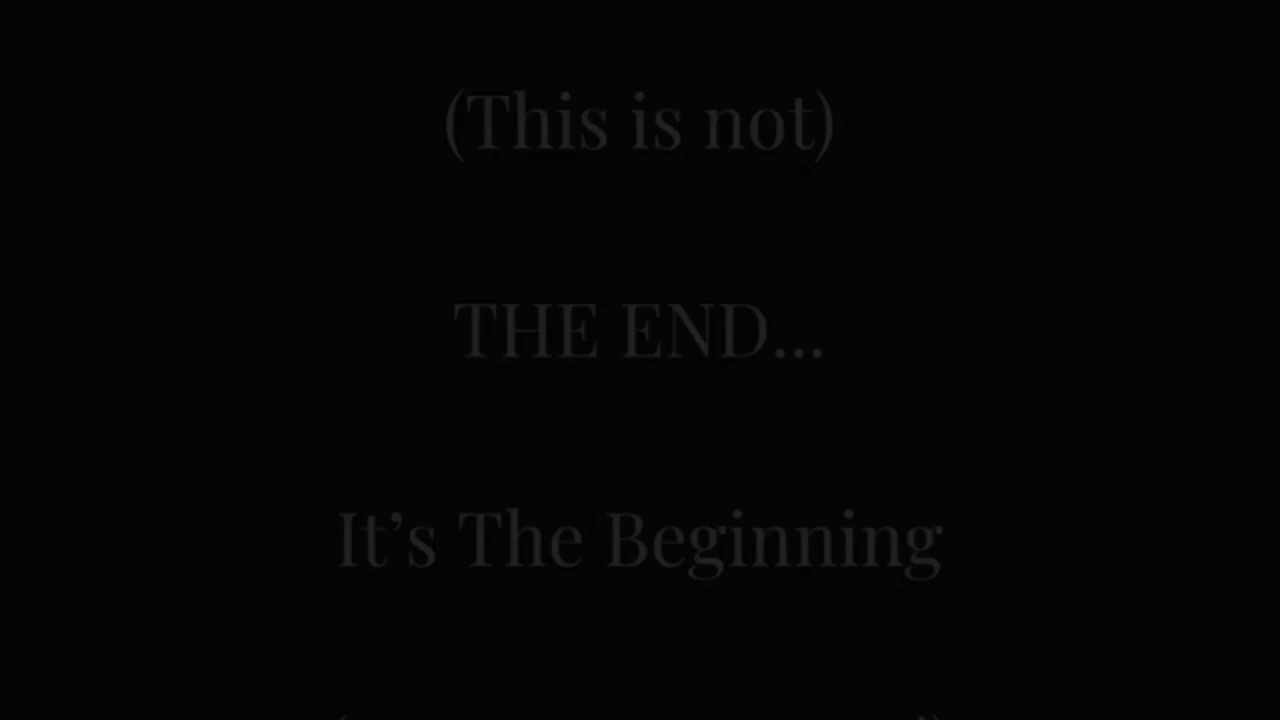 (This is not)
THE END...
It’s The Beginning